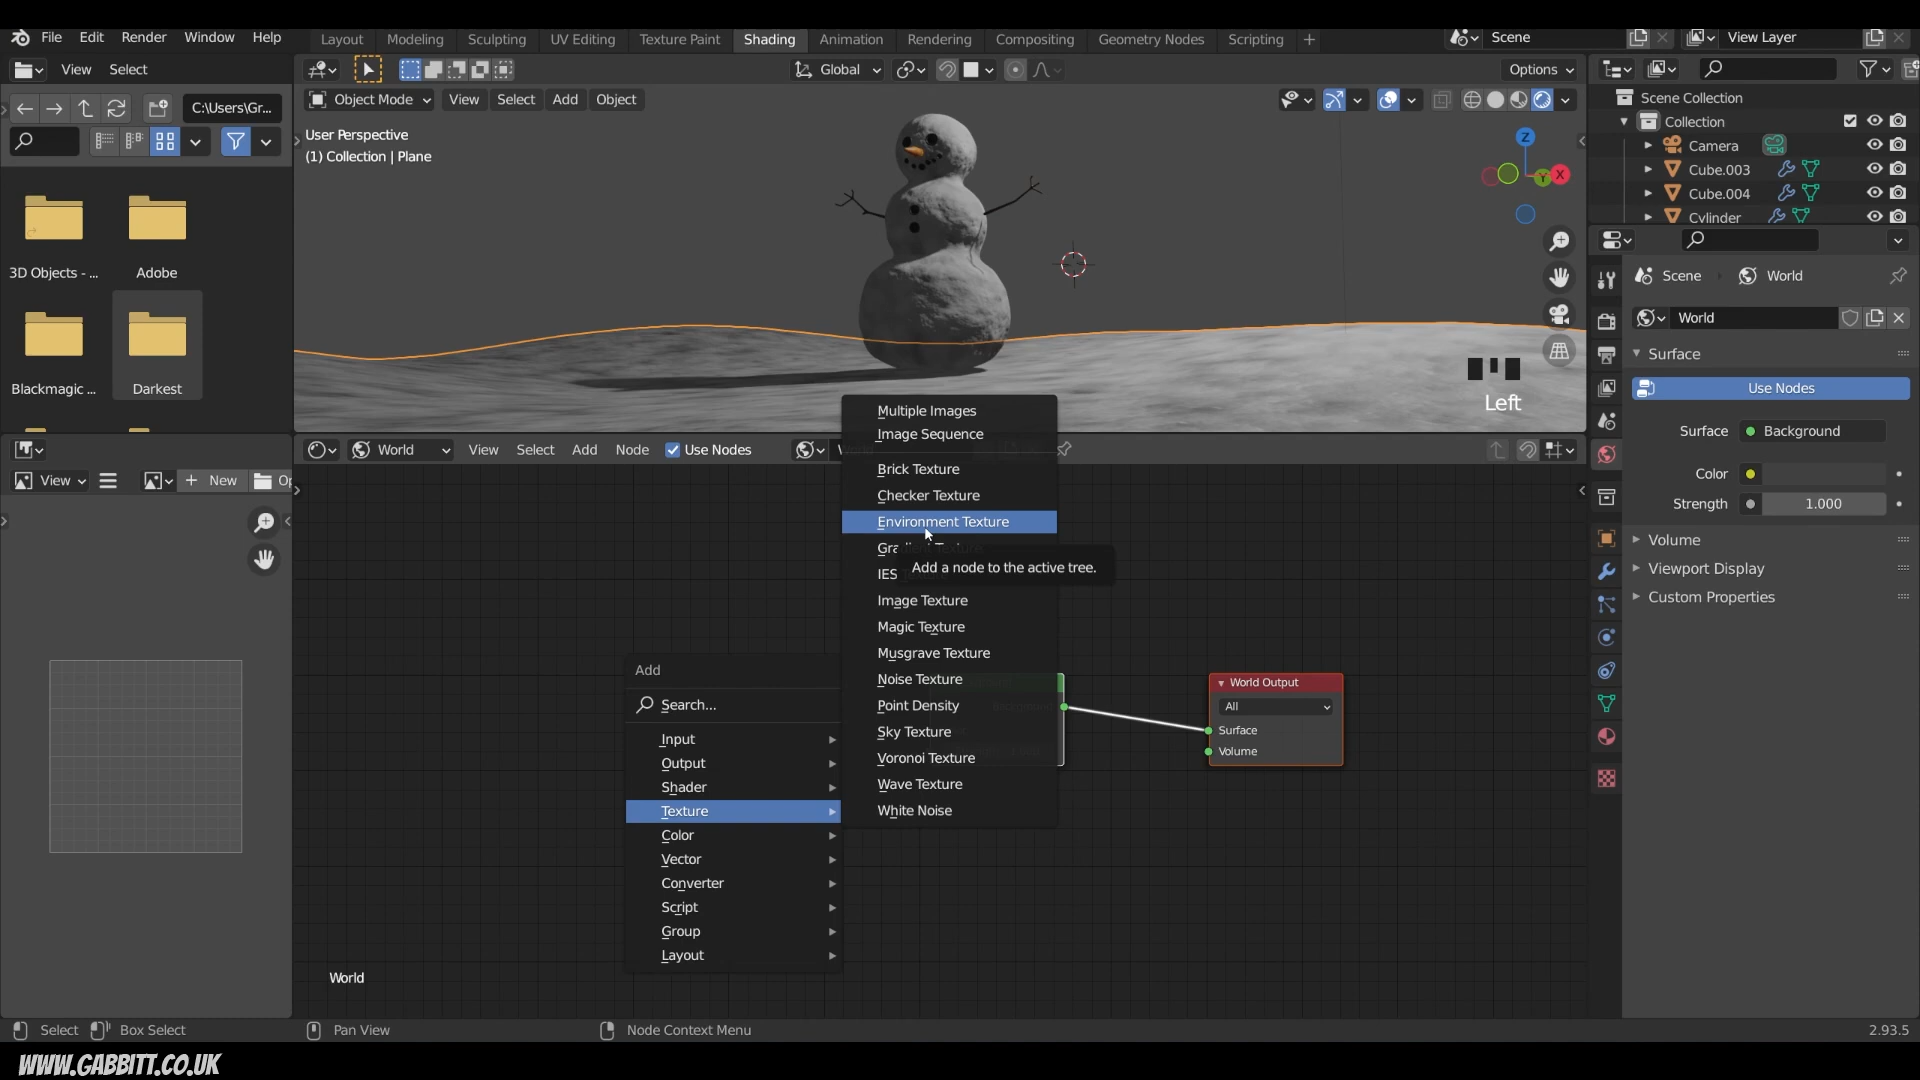 File Edit Render Window Help
Layout Modeling Sculpting UV Editing Texture Paint Shading Animation Rendering Compositing Geometry Nodes Scripting +
Scene
View Layer
View Select
Global
Options
C:\Users\Gr...
Object Mode View Select Add Object
User Perspective
(1) Collection | Plane
Z
Y
X
Left
3D Objects - ...
Adobe
Blackmagic ...
Darkest
Scene Collection
Collection
Camera
Cube.003
Cube.004
Cylinder
Scene World
World
Surface
Use Nodes
Surface Background
Color
Strength 1.000
Volume
Viewport Display
Custom Properties
World View Select Add Node Use Nodes
View + New
Multiple Images
Image Sequence
Brick Texture
Checker Texture
Environment Texture
Gradient Texture
IES
Add a node to the active tree.
Image Texture
Magic Texture
Musgrave Texture
Noise Texture
Point Density
Sky Texture
Voronoi Texture
Wave Texture
White Noise
Add
Search...
Input
Output
Shader
Texture
Color
Vector
Converter
Script
Group
Layout
World Output
All
Surface
Volume
World
Select Box Select Pan View Node Context Menu 2.93.5
WWW.GABBITT.CO.UK